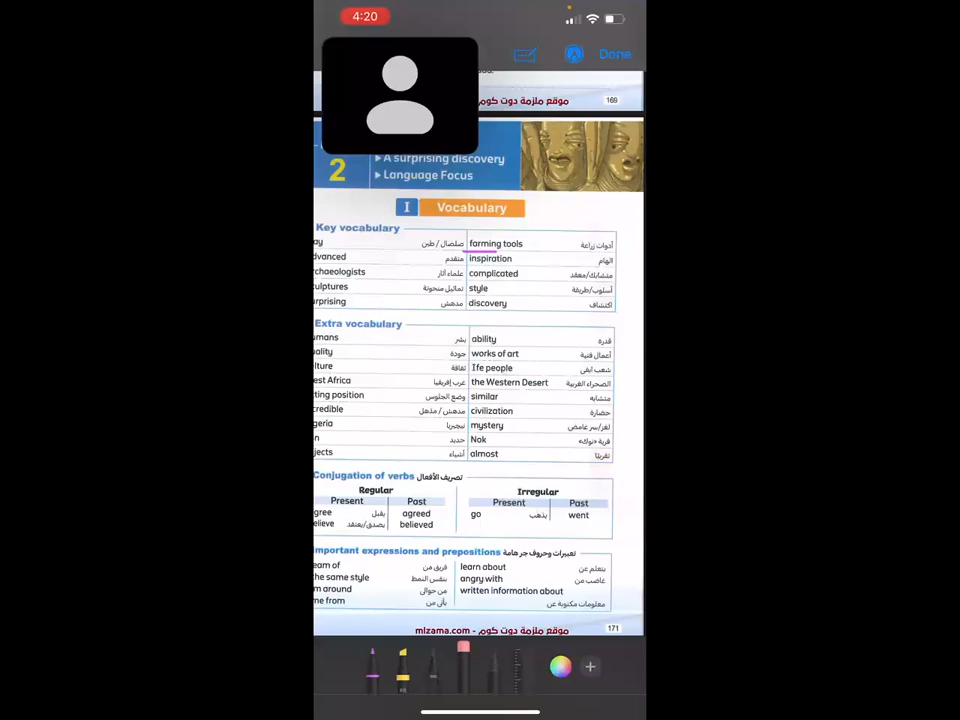 4:20
Done
موقع ملزمة دوت كوم
169
2
A surprising discovery
Language Focus
I Vocabulary
Key vocabulary
ay صلصال / طين farming tools أدوات زراعة
dvanced متقدم inspiration الهام
rchaeologists علماء آثار complicated متشابك/معقد
culptures تماثيل منحوتة style أسلوب/طريقة
urprising مدهش discovery اكتشاف
Extra vocabulary
umans بشر ability قدرة
uality جودة works of art أعمال فنية
lture ثقافة Ife people شعب ايفى
est Africa غرب إفريقيا the Western Desert الصحراء الغربية
tting position وضع الجلوس similar متشابه
credible مدهش / مذهل civilization حضارة
geria نيجيريا mystery لغز/سر غامض
n حديد Nok قرية «نوك»
jects أشياء almost تقريبًا
Conjugation of verbs تصريف الأفعال
Regular Irregular
Present Past Present Past
gree يقبل agreed go يذهب went
elieve يصدق/يعتقد believed
mportant expressions and prepositions تعبيرات وحروف جر هامة
eam of فريق من learn about يتعلم عن
he same style بنفس النمط angry with غاضب من
m around من حوالى written information about
me from يأتى من معلومات مكتوبة عن
mlzama.com - موقع ملزمة دوت كوم
171